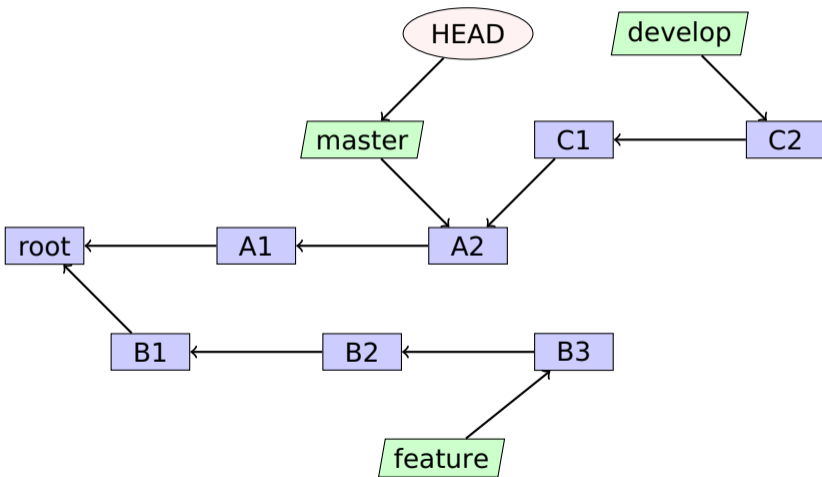 HEAD
develop
master
C1
C2
root
A1
A2
B1
B2
B3
feature